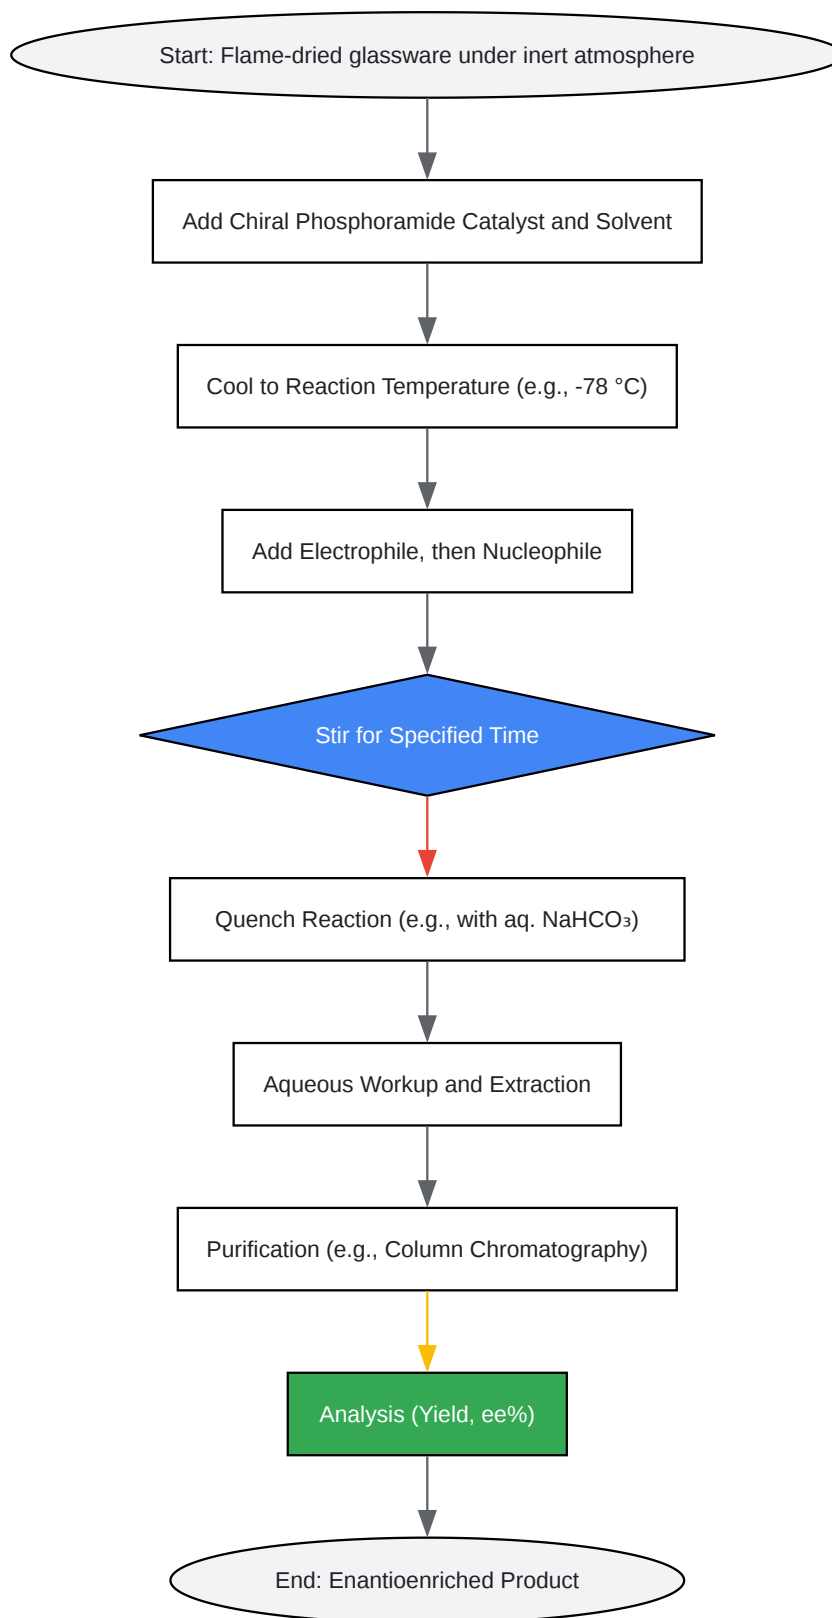 Start: Flame-dried glassware under inert atmosphere
Add Chiral Phosphoramide Catalyst and Solvent
Cool to Reaction Temperature (e.g., -78 °C)
Add Electrophile, then Nucleophile
Stir for Specified Time
Quench Reaction (e.g., with aq. NaHCO₃)
Aqueous Workup and Extraction
Purification (e.g., Column Chromatography)
Analysis (Yield, ee%)
End: Enantioenriched Product